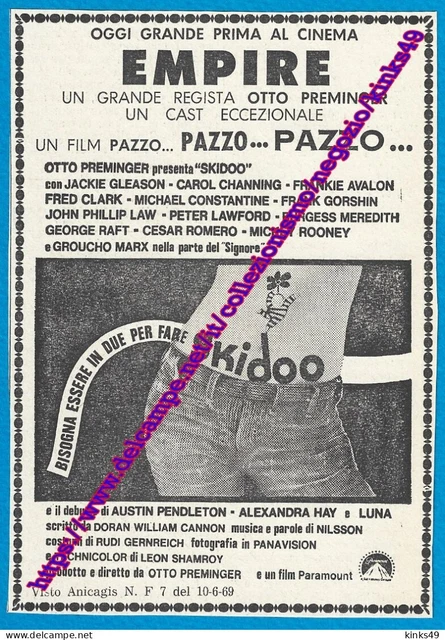 OGGI GRANDE PRIMA AL CINEMA
EMPIRE
UN GRANDE REGISTA OTTO PREMINGER
UN CAST ECCEZIONALE
UN FILM PAZZO... PAZZO... PAZZO...
OTTO PREMINGER presenta "SKIDOO"
con JACKIE GLEASON - CAROL CHANNING - FRANKIE AVALON
FRED CLARK - MICHAEL CONSTANTINE - FRANK GORSHIN
JOHN PHILLIP LAW - PETER LAWFORD - BURGESS MEREDITH
GEORGE RAFT - CESAR ROMERO - MICKEY ROONEY
e GROUCHO MARX nella parte del "Signore"
BISOGNA ESSERE IN DUE PER FARE
Skidoo
e il debutto di AUSTIN PENDLETON - ALEXANDRA HAY e LUNA
scritto da DORAN WILLIAM CANNON musica e parole di NILSSON
costumi di RUDI GERNREICH fotografia in PANAVISION
e TECHNICOLOR di LEON SHAMROY
prodotto e diretto da OTTO PREMINGER e un film Paramount
Paramount
Visto Anicagis N. F 7 del 10-6-69
https://www.delcampe.net/it/collezionismo/negozio/kinks49
kinks49